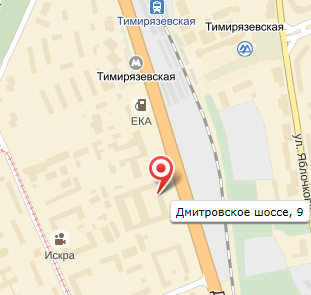 Тимирязевская
Тимирязевская
Тимирязевская
ЕКА
ул. Яблочко
Дмитровское шоссе, 9
Искра